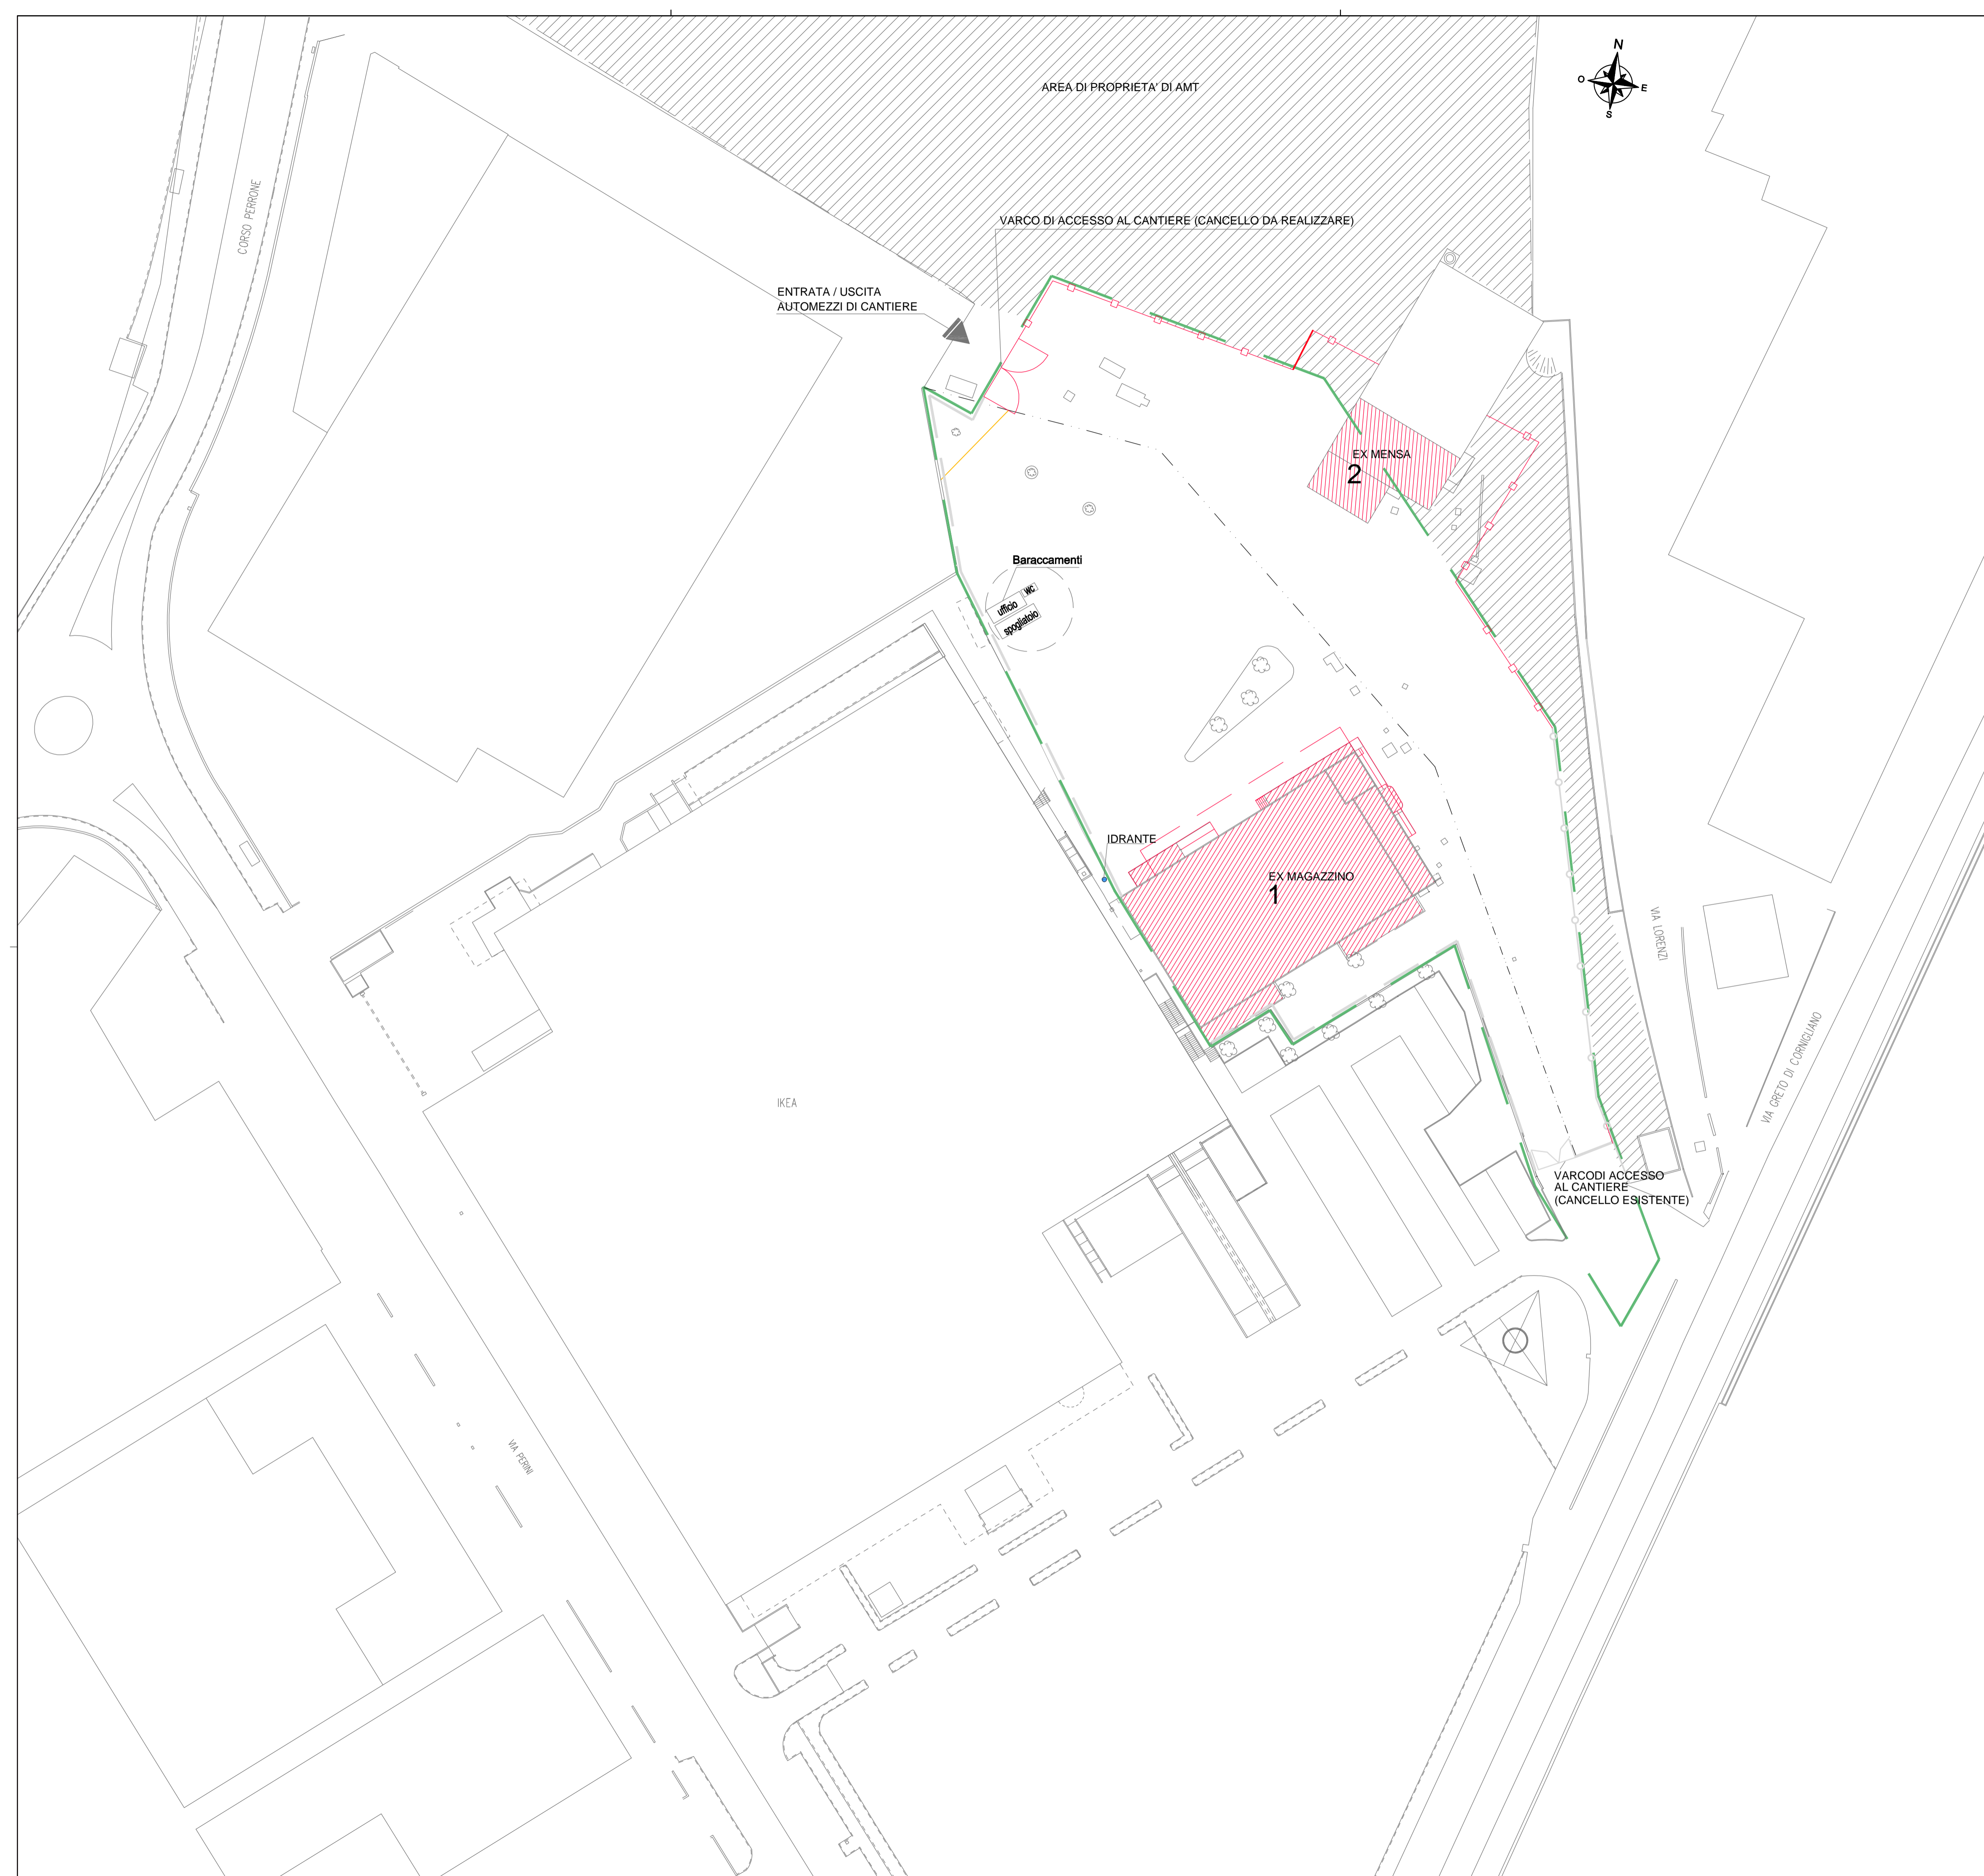 N
O
E
S
AREA DI PROPRIETA' DI AMT
CORSO PERRONE
VARCO DI ACCESSO AL CANTIERE (CANCELLO DA REALIZZARE)
ENTRATA / USCITA
AUTOMEZZI DI CANTIERE
EX MENSA
2
Baraccamenti
WC
ufficio
spogliatoio
IDRANTE
EX MAGAZZINO
1
VIA LORENZI
VIA GRETO DI CORNIGLIANO
IKEA
VARCODI ACCESSO
AL CANTIERE
(CANCELLO ESISTENTE)
VIA PERINI